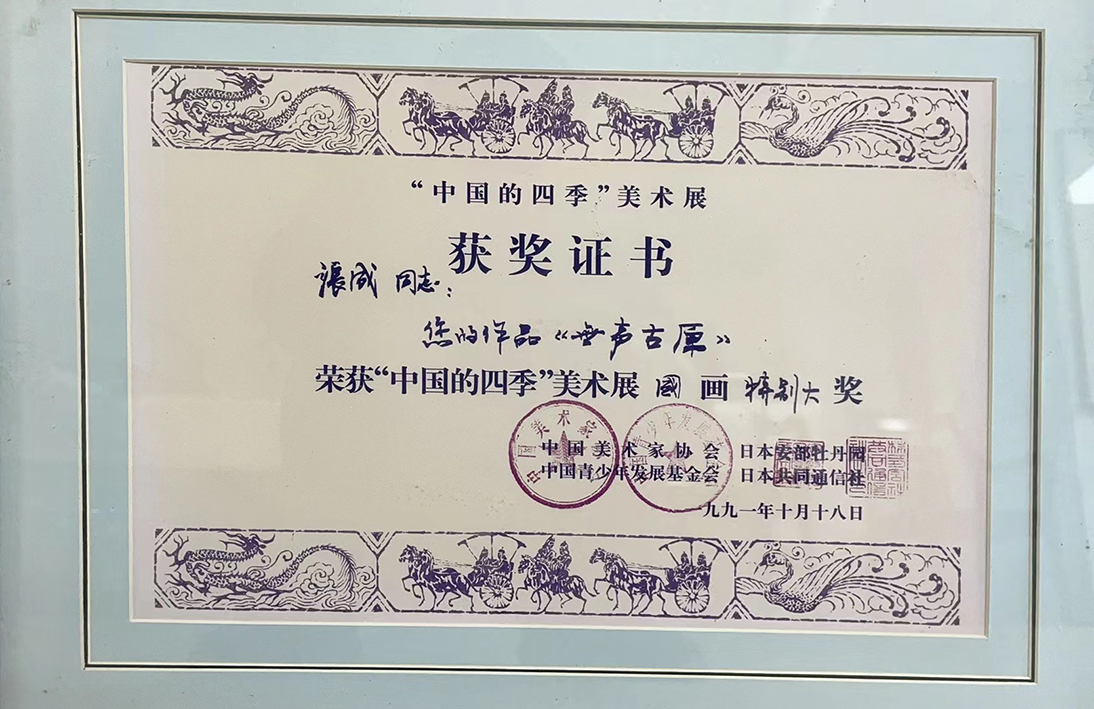 “中国的四季”美术展
获奖证书
張成 同志：
您的作品《無声古原》
荣获“中国的四季”美术展 國 画 特别大 奖
中国美术家协会 日本安部牡丹园
中国青少年发展基金会 日本共同通信社
一九九一年十月十八日